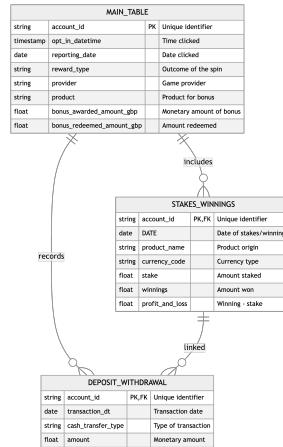 MAIN_TABLE
string account_id PK Unique identifier
timestamp opt_in_datetime Time clicked
date reporting_date Date clicked
string reward_type Outcome of the spin
string provider Game provider
string product Product for bonus
float bonus_awarded_amount_gbp Monetary amount of bonus
float bonus_redeemed_amount_gbp Amount redeemed
includes
STAKES_WINNINGS
string account_id PK,FK Unique identifier
date DATE Date of stakes/winning
string product_name Product origin
string currency_code Currency type
float stake Amount staked
float winnings Amount won
float profit_and_loss Winning - stake
records
linked
DEPOSIT_WITHDRAWAL
string account_id PK,FK Unique identifier
date transaction_dt Transaction date
string cash_transfer_type Type of transaction
float amount Monetary amount